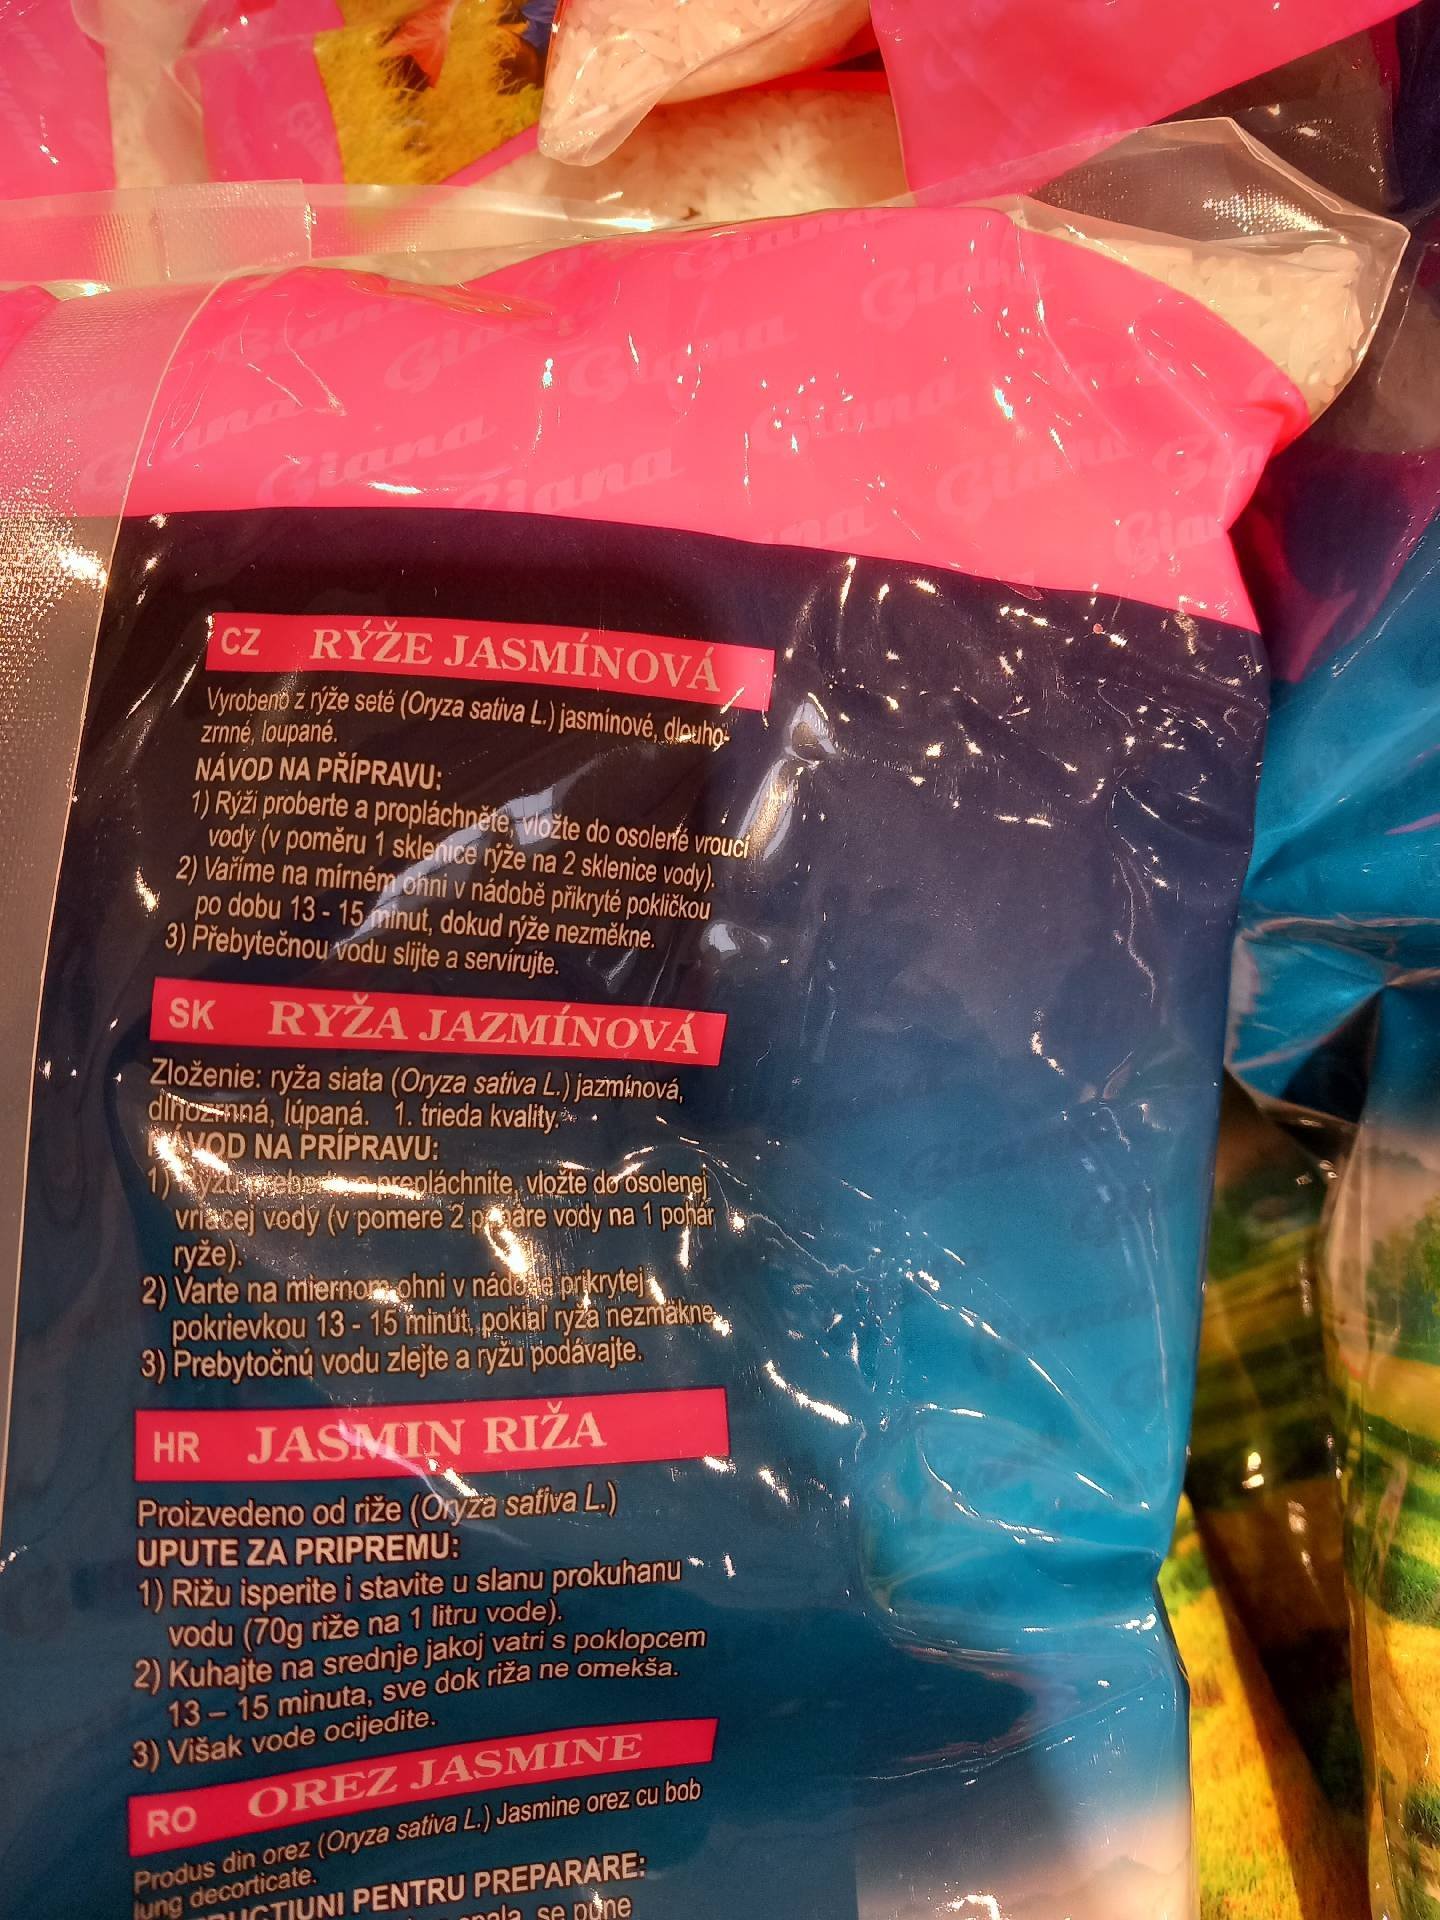 Giana
CZ RÝŽE JASMÍNOVÁ
Vyrobeno z rýže seté (Oryza sativa L.) jasmínové, dlouho-
zrnné, loupané.
NÁVOD NA PŘÍPRAVU:
1) Rýži proberte a propláchněte, vložte do osolené vroucí
vody (v poměru 1 sklenice rýže na 2 sklenice vody).
2) Vaříme na mírném ohni v nádobě přikryté pokličkou
po dobu 13 - 15 minut, dokud rýže nezměkne.
3) Přebytečnou vodu slijte a servírujte.
SK RYŽA JAZMÍNOVÁ
Zloženie: ryža siata (Oryza sativa L.) jazmínová,
dlhozrnná, lúpaná. 1. trieda kvality.
NÁVOD NA PRÍPRAVU:
1) prepláchnite, vložte do osolenej
vriacej vody (v pomere 2 poháre vody na 1 pohár
ryže).
2) Varte na miernom ohni v nádobe prikrytej
pokrievkou 13 - 15 minút, pokiaľ ryža nezmäkne.
3) Prebytočnú vodu zlejte a ryžu podávajte.
HR JASMIN RIŽA
Proizvedeno od riže (Oryza sativa L.)
UPUTE ZA PRIPREMU:
1) Rižu isperite i stavite u slanu prokuhanu
vodu (70g riže na 1 litru vode).
2) Kuhajte na srednje jakoj vatri s poklopcem
13 – 15 minuta, sve dok riža ne omekša.
3) Višak vode ocijedite.
RO OREZ JASMINE
Produs din orez (Oryza sativa L.) Jasmine orez cu bob
lung decorticate.
PENTRU PREPARARE:
se pune